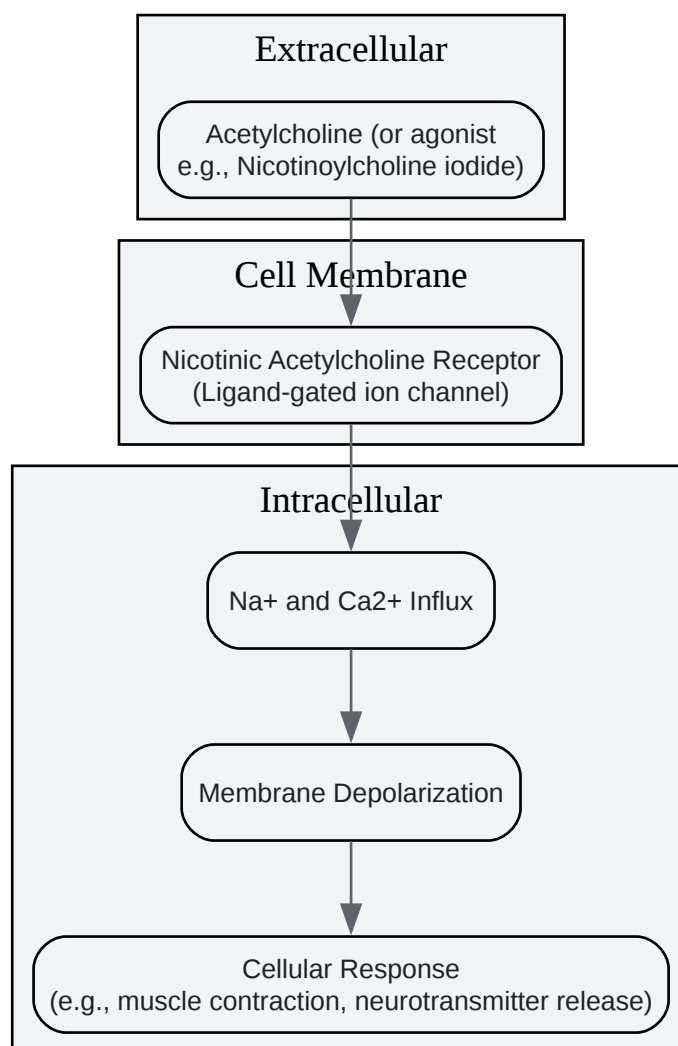 Extracellular
Acetylcholine (or agonist
e.g., Nicotinoylcholine iodide)
Cell Membrane
Nicotinic Acetylcholine Receptor
(Ligand-gated ion channel)
Intracellular
Na+ and Ca2+ Influx
Membrane Depolarization
Cellular Response
(e.g., muscle contraction, neurotransmitter release)